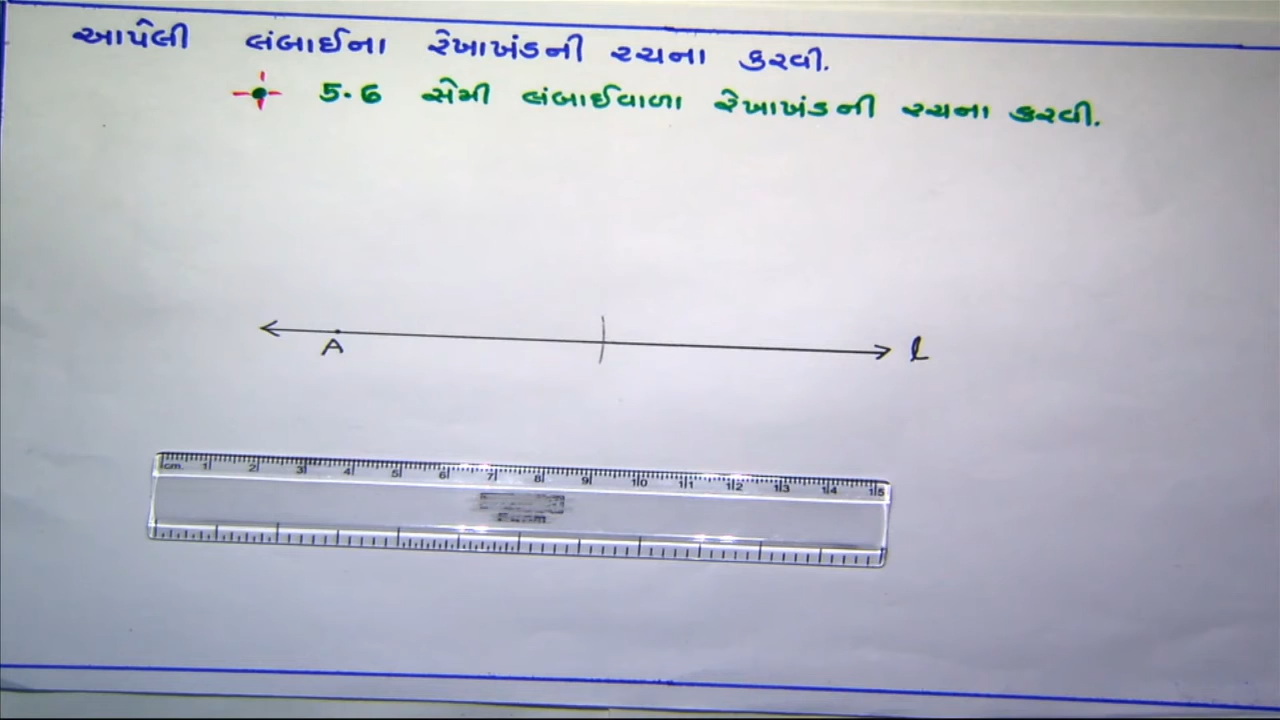 આપેલી લંબાઈના રેખાખંડની રચના કરવી.
5.6 સેમી લંબાઈવાળા રેખાખંડની રચના કરવી.
A l
cm. 1 2 3 4 5 6 7 8 9 10 11 12 13 14 15